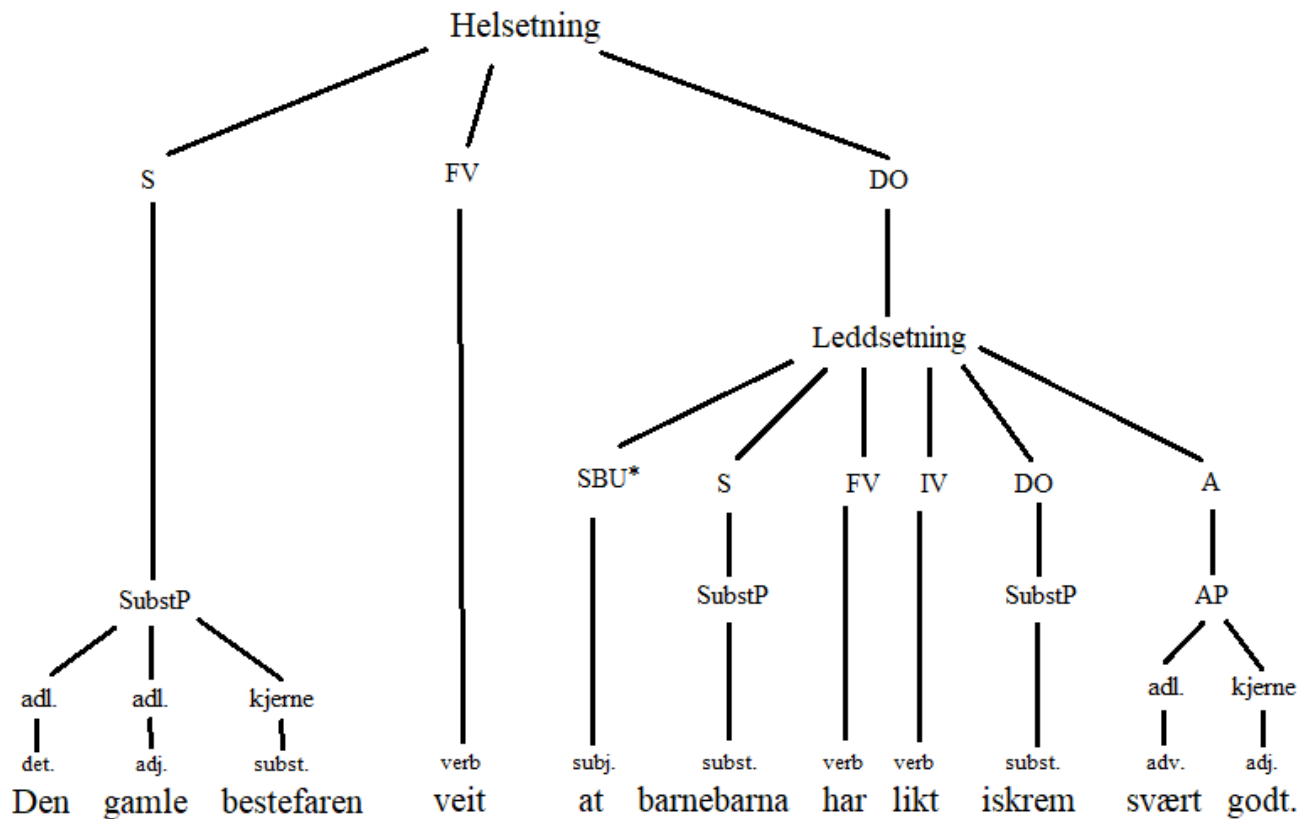 Helsetning
S FV DO
Leddsetning
SBU* S FV IV DO A
SubstP SubstP SubstP AP
adl. adl. kjerne adl. kjerne
det. adj. subst. verb subj. subst. verb verb subst. adv. adj.
Den gamle bestefaren veit at barnebarna har likt iskrem svært godt.